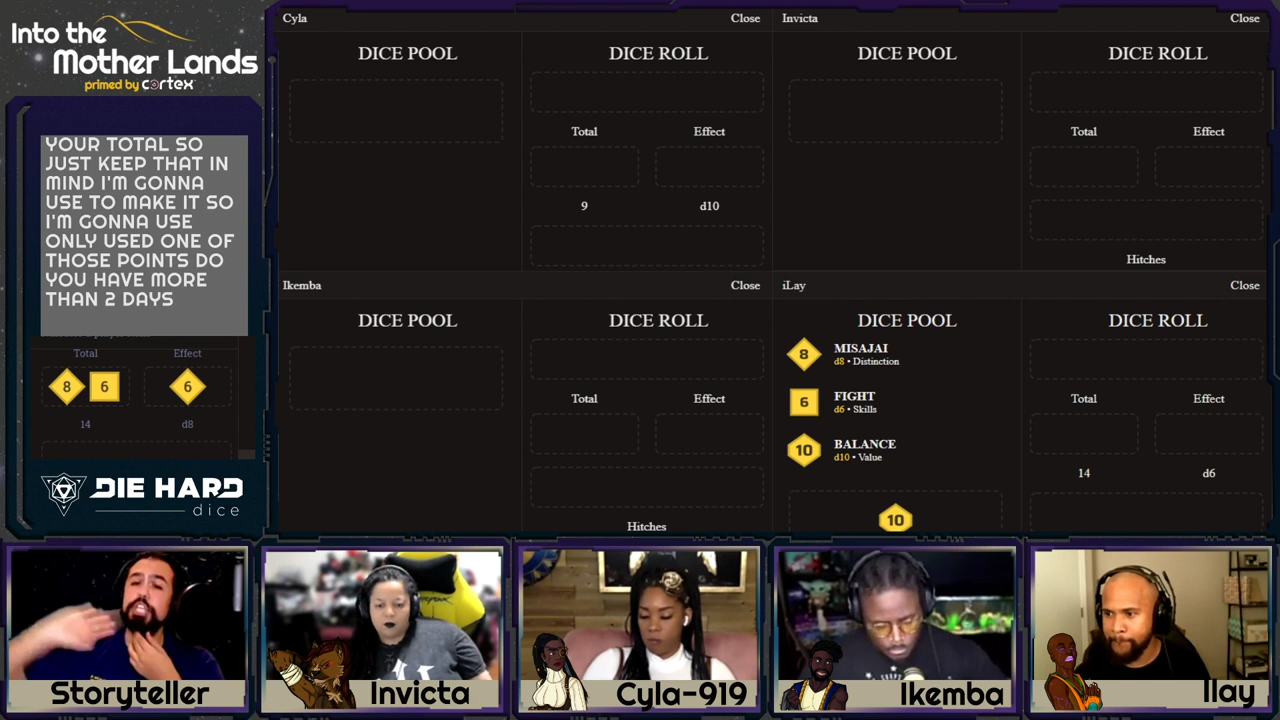 Into the
Mother Lands
primed by cortex
YOUR TOTAL SO
JUST KEEP THAT IN
MIND I'M GONNA
USE TO MAKE IT SO
I'M GONNA USE
ONLY USED ONE OF
THOSE POINTS DO
YOU HAVE MORE
THAN 2 DAYS
Total Effect
8 6 6
14 d8
DIE HARD
dice
Cyla Close
DICE POOL DICE ROLL
Total Effect
9 d10
Invicta Close
DICE POOL DICE ROLL
Total Effect
Hitches
Ikemba Close
DICE POOL DICE ROLL
Total Effect
Hitches
iLay Close
DICE POOL DICE ROLL
8 MISAJAI
d8 • Distinction
6 FIGHT
d6 • Skills
10 BALANCE
d10 • Value
10
Total Effect
14 d6
Storyteller
Invicta
Cyla-919
Ikemba
Ilay